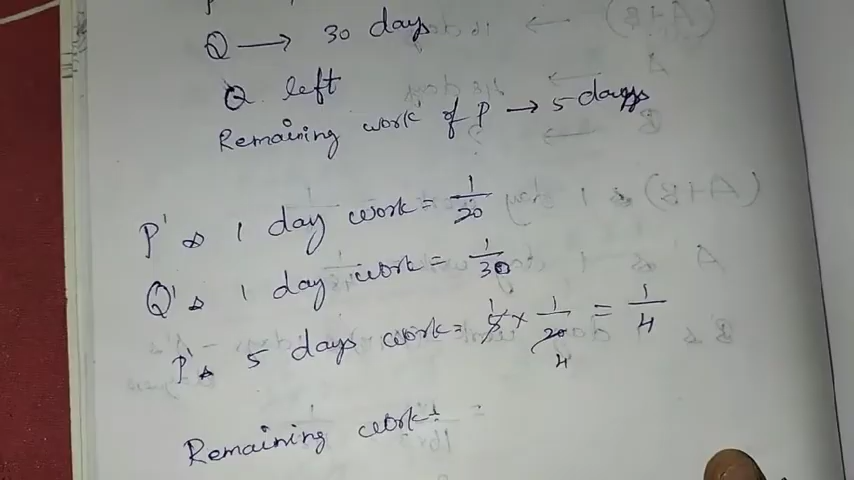 Q → 30 days
Q left
Remaining work of P → 5 days
P's 1 day work = 1/20
Q's 1 day work = 1/30
P's 5 days work = 5 × 1/20 = 1/4
Remaining work =